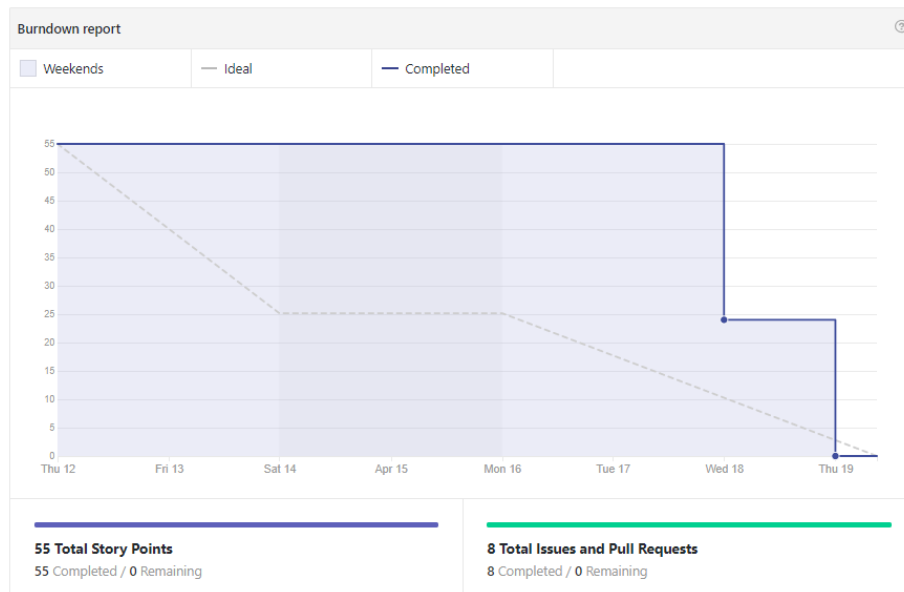 Burndown report
Weekends
Ideal
Completed
55
50
45
40
35
30
25
20
15
10
5
0
Thu 12 Fri 13 Sat 14 Apr 15 Mon 16 Tue 17 Wed 18 Thu 19
55 Total Story Points
55 Completed / 0 Remaining
8 Total Issues and Pull Requests
8 Completed / 0 Remaining